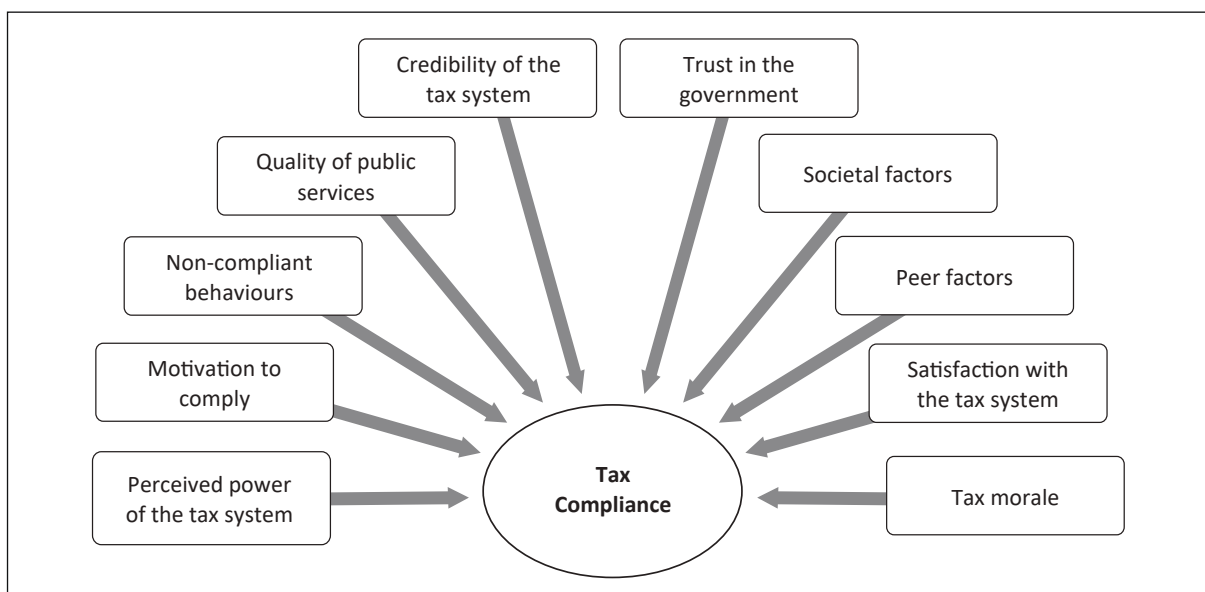 Credibility of the
tax system
Trust in the
government
Quality of public
services
Societal factors
Non-compliant
behaviours
Peer factors
Motivation to
comply
Satisfaction with
the tax system
Perceived power
of the tax system
Tax
Compliance
Tax morale